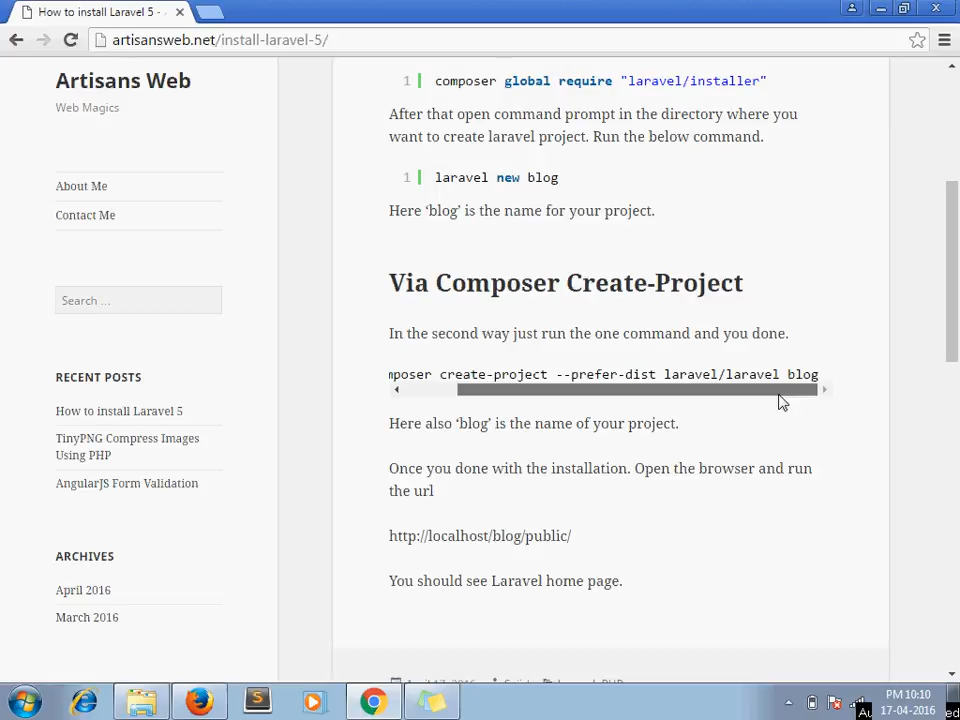 How to install Laravel 5 -
artisansweb.net/install-laravel-5/
Artisans Web
Web Magics
About Me
Contact Me
Search ...
RECENT POSTS
How to install Laravel 5
TinyPNG Compress Images
Using PHP
AngularJS Form Validation
ARCHIVES
April 2016
March 2016
1 composer global require "laravel/installer"
After that open command prompt in the directory where you
want to create laravel project. Run the below command.
1 laravel new blog
Here ‘blog’ is the name for your project.
Via Composer Create-Project
In the second way just run the one command and you done.
mposer create-project --prefer-dist laravel/laravel blog
Here also ‘blog’ is the name of your project.
Once you done with the installation. Open the browser and run
the url
http://localhost/blog/public/
You should see Laravel home page.
PM 10:10
17-04-2016